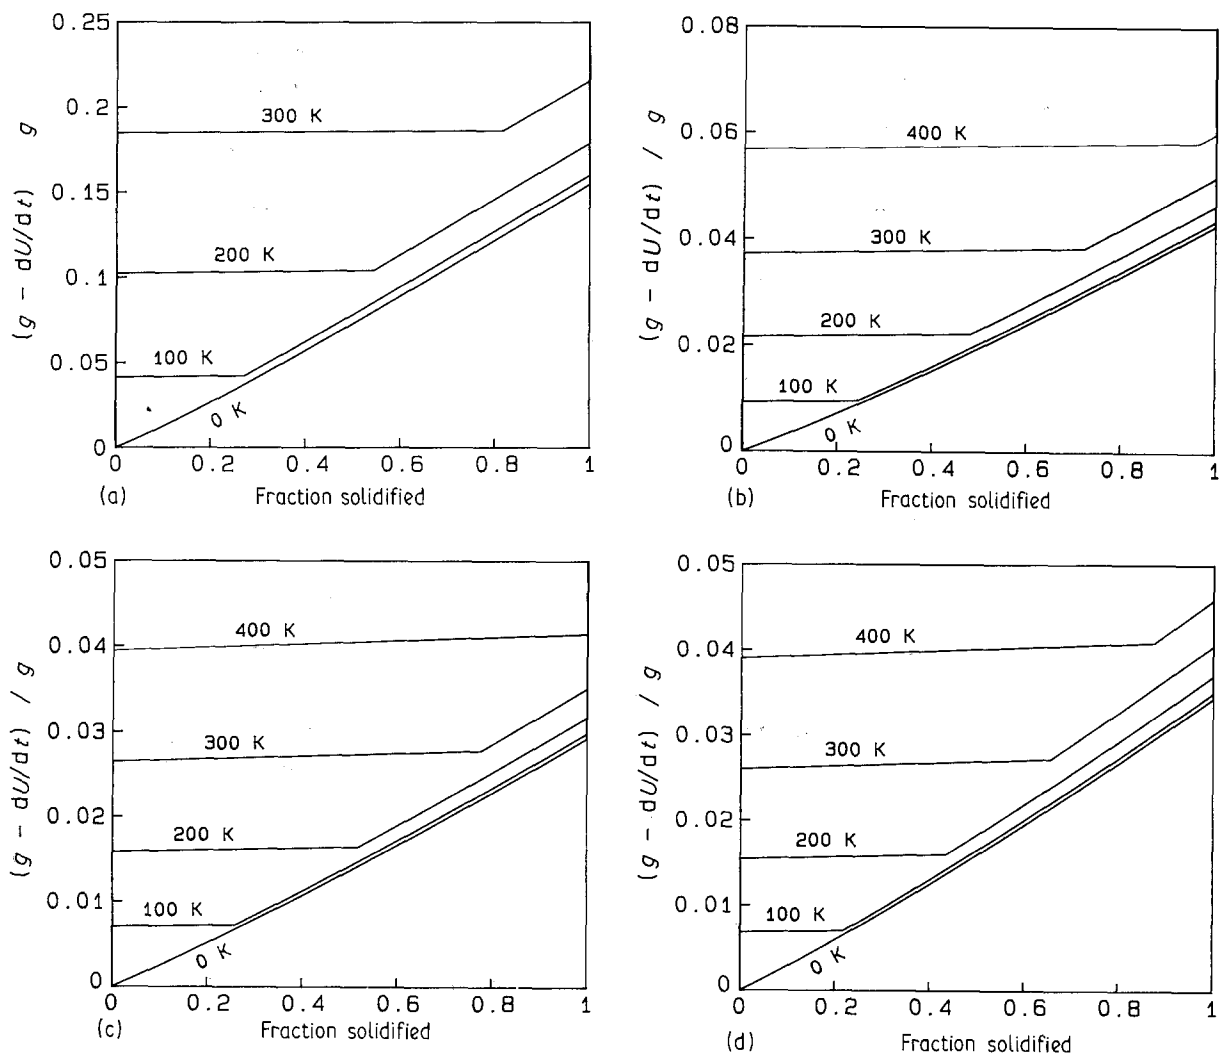 0.25
0.2
0.15
0.1
0.05
0
(g − dU/dt) g
300 K
200 K
100 K
0 K
0 0.2 0.4 0.6 0.8 1
(a) Fraction solidified
0.08
0.06
0.04
0.02
0
(g − dU/dt) / g
400 K
300 K
200 K
100 K
0 K
0 0.2 0.4 0.6 0.8 1
(b) Fraction solidified
0.05
0.04
0.03
0.02
0.01
0
(g − dU/dt) / g
400 K
300 K
200 K
100 K
0 K
0 0.2 0.4 0.6 0.8 1
(c) Fraction solidified
0.05
0.04
0.03
0.02
0.01
0
(g − dU/dt) / g
400 K
300 K
200 K
100 K
0 K
0 0.2 0.4 0.6 0.8 1
(d) Fraction solidified